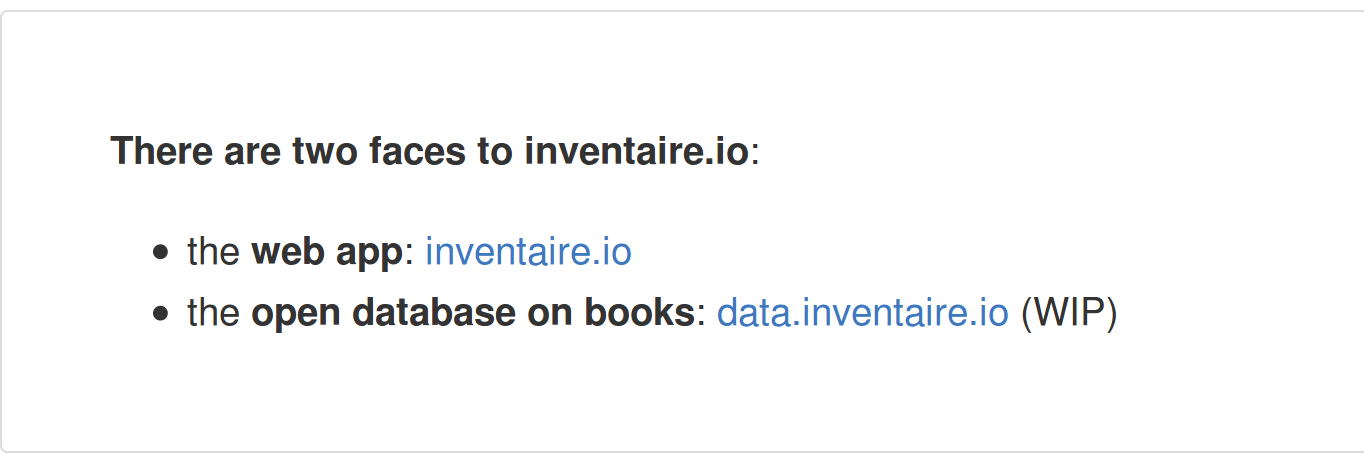 There are two faces to inventaire.io:
the web app: inventaire.io
the open database on books: data.inventaire.io (WIP)